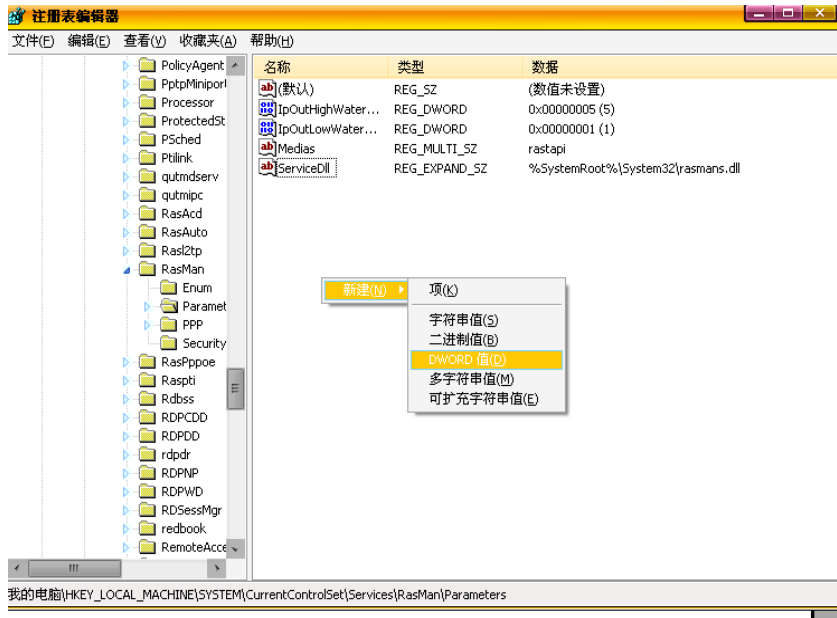 注册表编辑器
文件(F) 编辑(E) 查看(V) 收藏夹(A) 帮助(H)
PolicyAgent
PptpMinipor
Processor
ProtectedSt
PSched
Ptilink
qutmdserv
qutmipc
RasAcd
RasAuto
Rasl2tp
RasMan
Enum
Paramet
PPP
Security
RasPppoe
Raspti
Rdbss
RDPCDD
RDPDD
rdpdr
RDPNP
RDPWD
RDSessMgr
redbook
RemoteAcce
名称 类型 数据
(默认) REG_SZ (数值未设置)
IpOutHighWater... REG_DWORD 0x00000005 (5)
IpOutLowWater... REG_DWORD 0x00000001 (1)
Medias REG_MULTI_SZ rastapi
ServiceDll REG_EXPAND_SZ %SystemRoot%\System32\rasmans.dll
新建(N)
项(K)
字符串值(S)
二进制值(B)
DWORD 值(D)
多字符串值(M)
可扩充字符串值(E)
我的电脑\HKEY_LOCAL_MACHINE\SYSTEM\CurrentControlSet\Services\RasMan\Parameters